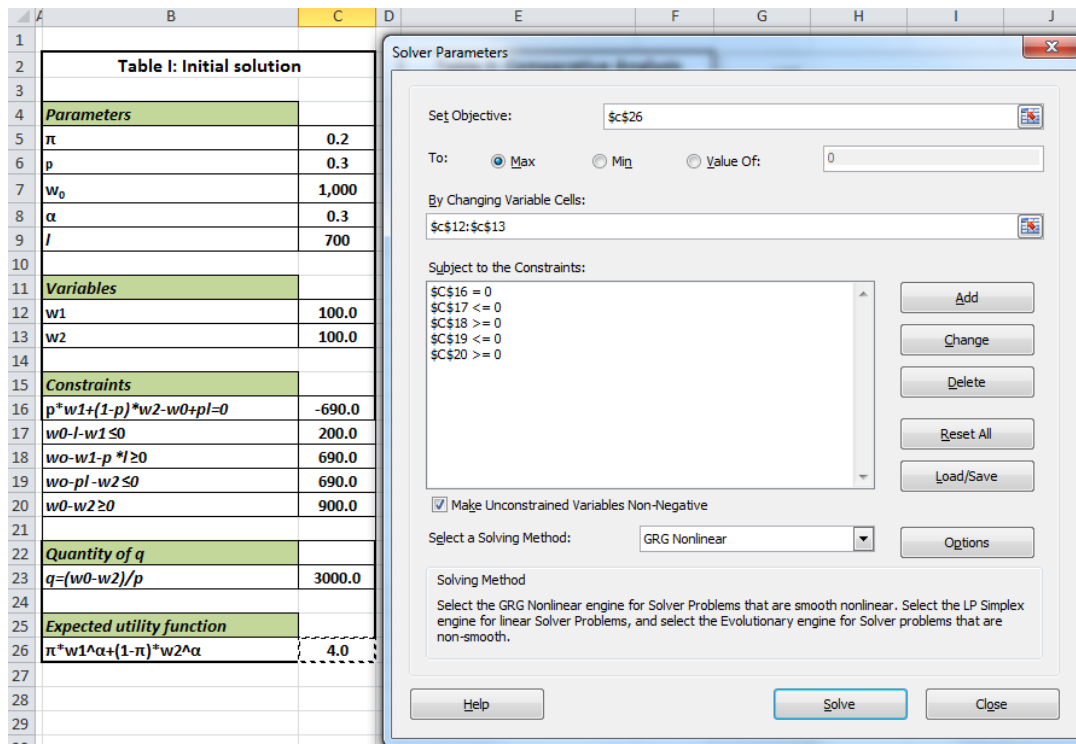 A B C D E F G H I J
1
2 Table I: Initial solution
3
4 Parameters
5 π 0.2
6 p 0.3
7 w0 1,000
8 α 0.3
9 l 700
10
11 Variables
12 w1 100.0
13 w2 100.0
14
15 Constraints
16 p*w1+(1-p)*w2-w0+pl=0 -690.0
17 w0-l-w1≤0 200.0
18 wo-w1-p *l≥0 690.0
19 wo-pl -w2≤0 690.0
20 w0-w2≥0 900.0
21
22 Quantity of q
23 q=(w0-w2)/p 3000.0
24
25 Expected utility function
26 π*w1^α+(1-π)*w2^α 4.0
27
28
29
Solver Parameters
Set Objective: $c$26
To: Max Min Value Of: 0
By Changing Variable Cells:
$c$12:$c$13
Subject to the Constraints:
$C$16 = 0
$C$17 <= 0
$C$18 >= 0
$C$19 <= 0
$C$20 >= 0
Add
Change
Delete
Reset All
Load/Save
Make Unconstrained Variables Non-Negative
Select a Solving Method: GRG Nonlinear Options
Solving Method
Select the GRG Nonlinear engine for Solver Problems that are smooth nonlinear. Select the LP Simplex
engine for linear Solver Problems, and select the Evolutionary engine for Solver problems that are
non-smooth.
Help Solve Close